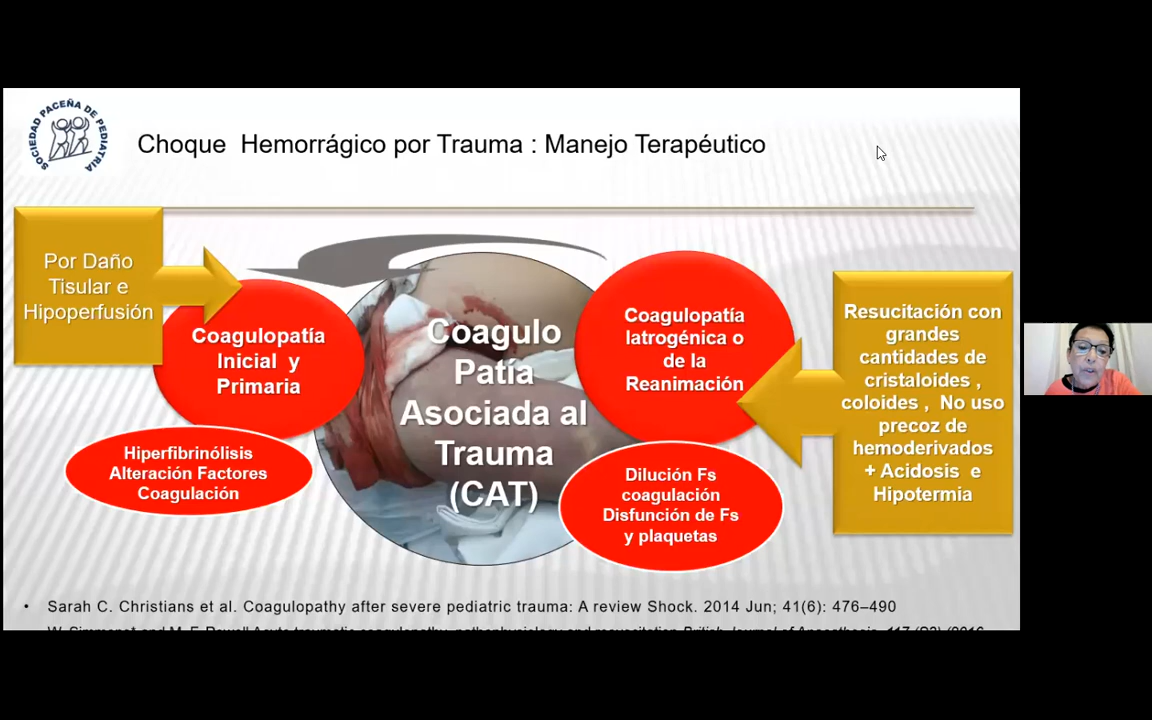 SOCIEDAD PACEÑA DE PEDIATRIA
Choque Hemorrágico por Trauma : Manejo Terapéutico
Por Daño
Tisular e
Hipoperfusión
Coagulopatía
Inicial y
Primaria
Hiperfibrinólisis
Alteración Factores
Coagulación
Coagulo
Patía
Asociada al
Trauma
(CAT)
Coagulopatía
Iatrogénica o
de la
Reanimación
Dilución Fs
coagulación
Disfunción de Fs
y plaquetas
Resucitación con
grandes
cantidades de
cristaloides ,
coloides , No uso
precoz de
hemoderivados
+ Acidosis e
Hipotermia
• Sarah C. Christians et al. Coagulopathy after severe pediatric trauma: A review Shock. 2014 Jun; 41(6): 476–490